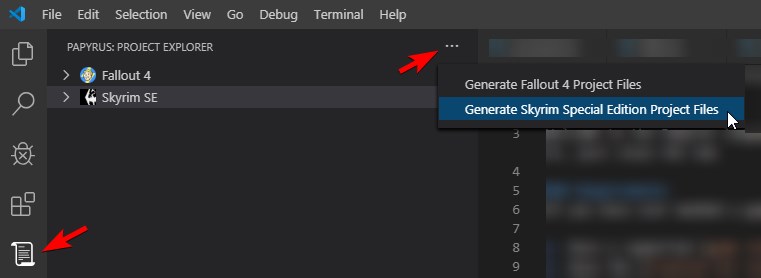 File Edit Selection View Go Debug Terminal Help
PAPYRUS: PROJECT EXPLORER ...
Fallout 4
Skyrim SE
Generate Fallout 4 Project Files
Generate Skyrim Special Edition Project Files
3
4
5
6
7
8
9